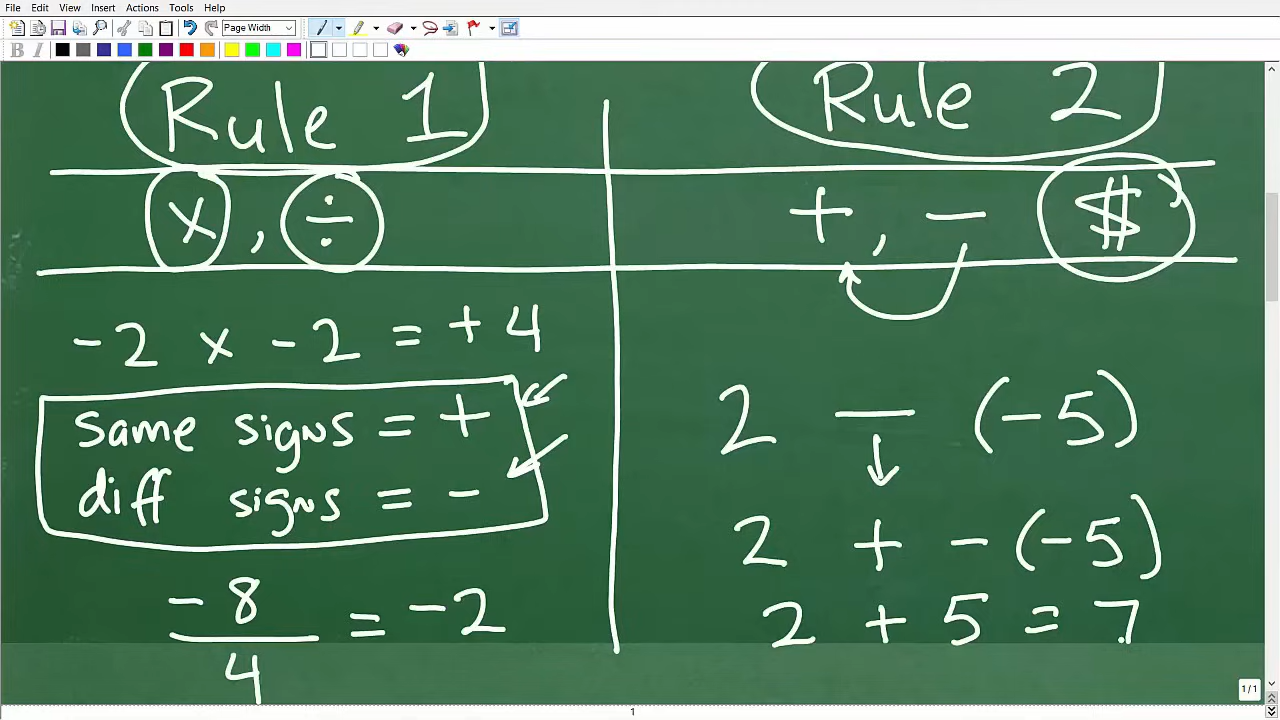 File Edit View Insert Actions Tools Help
Page Width
B I
Rule 1
× , ÷
-2 × -2 = +4
Same signs = +
diff signs = -
-8
4
= -2
Rule 2
+ , - $
2 — (-5)
2 + - (-5)
2 + 5 = 7
1/1
1